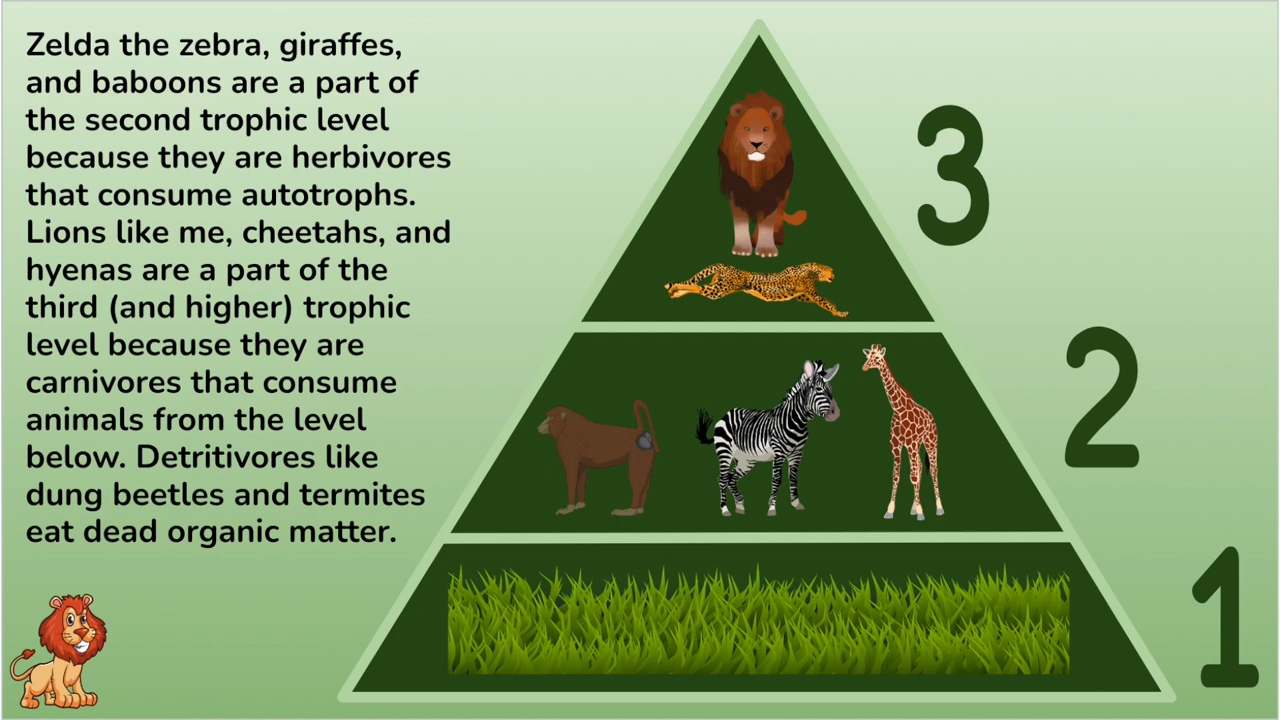 Zelda the zebra, giraffes,
and baboons are a part of
the second trophic level
because they are herbivores
that consume autotrophs.
Lions like me, cheetahs, and
hyenas are a part of the
third (and higher) trophic
level because they are
carnivores that consume
animals from the level
below. Detritivores like
dung beetles and termites
eat dead organic matter.
3
2
1